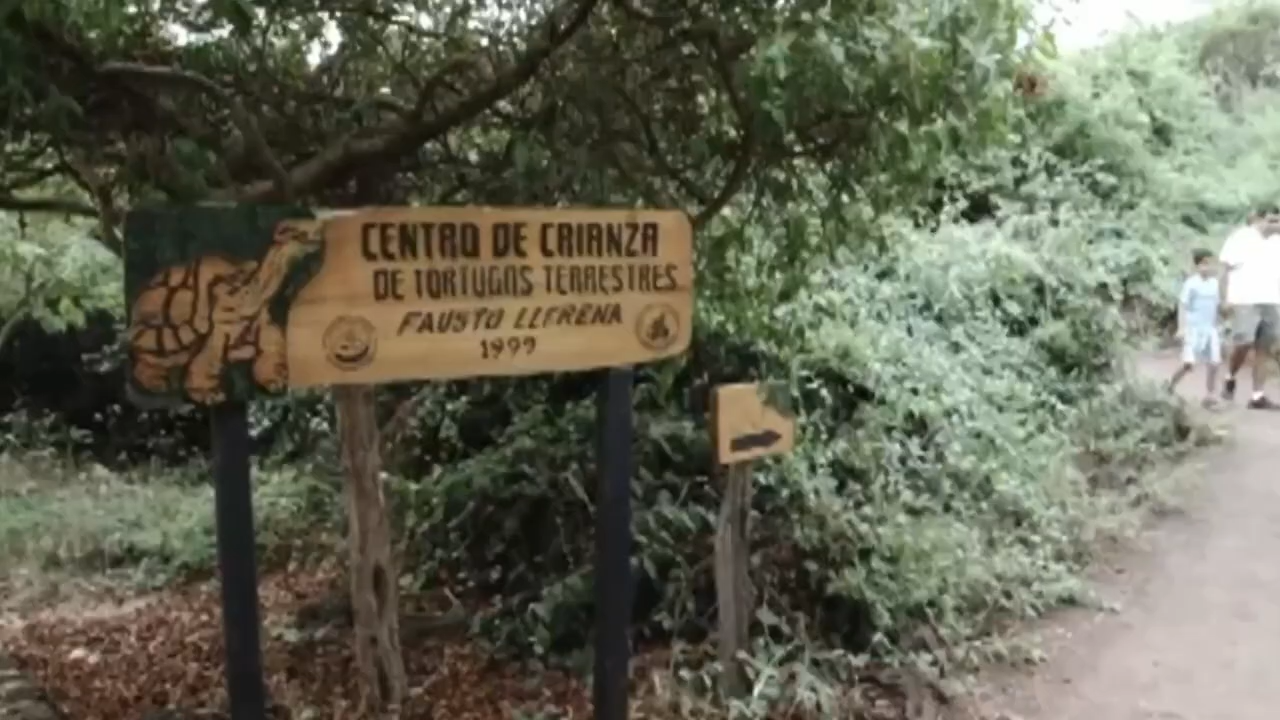 CENTRO DE CRIANZA
DE TORTUGAS TERRESTRES
FAUSTO LLERENA
1999